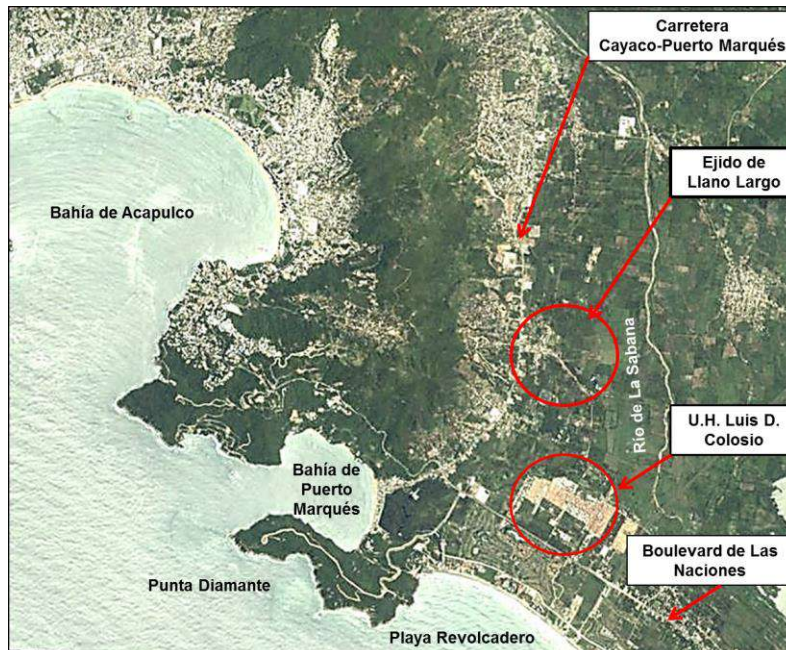 Carretera
Cayaco-Puerto Marqués
Ejido de
Llano Largo
Bahía de Acapulco
Río de La Sabana
U.H. Luis D.
Colosio
Bahía de
Puerto
Marqués
Boulevard de Las
Naciones
Punta Diamante
Playa Revolcadero